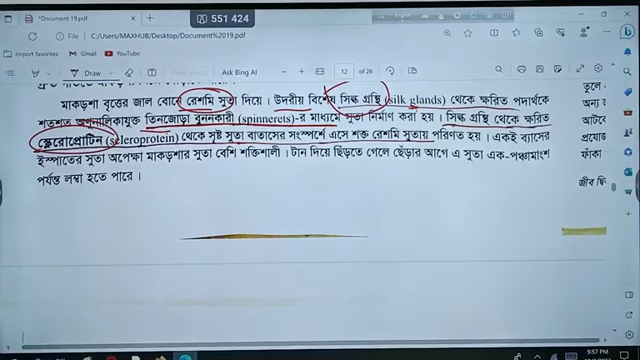 *Document 19.pdf
551 424
File C:/Users/MAXHUB/Desktop/Document%2019.pdf
Import favorites Gmail YouTube
Draw Ask Bing AI 12 of 26
মাকড়শা বৃত্তের জাল বোনে রেশমি সুতা দিয়ে। উদরীয় বিশেষ সিল্ক গ্রন্থি (silk glands) থেকে ক্ষরিত পদার্থকে তুলে
শতশত অণুনালিকাযুক্ত তিনজোড়া বুননকারী (spinnerets)-র মাধ্যমে সুতা নির্মাণ করা হয়। সিল্ক গ্রন্থি থেকে ক্ষরিত অন্য
স্ক্লেরোপ্রোটিন (scleroprotein) থেকে সৃষ্ট সুতা বাতাসের সংস্পর্শে এসে শক্ত রেশমি সুতায় পরিণত হয়। একই ব্যাসের প্রযো
ইস্পাতের সুতা অপেক্ষা মাকড়শার সুতা বেশি শক্তিশালী। টান দিয়ে ছিঁড়তে গেলে ছেঁড়ার আগে এ সুতা এক-পঞ্চমাংশ ফাঁকা
পর্যন্ত লম্বা হতে পারে।
9:57 PM